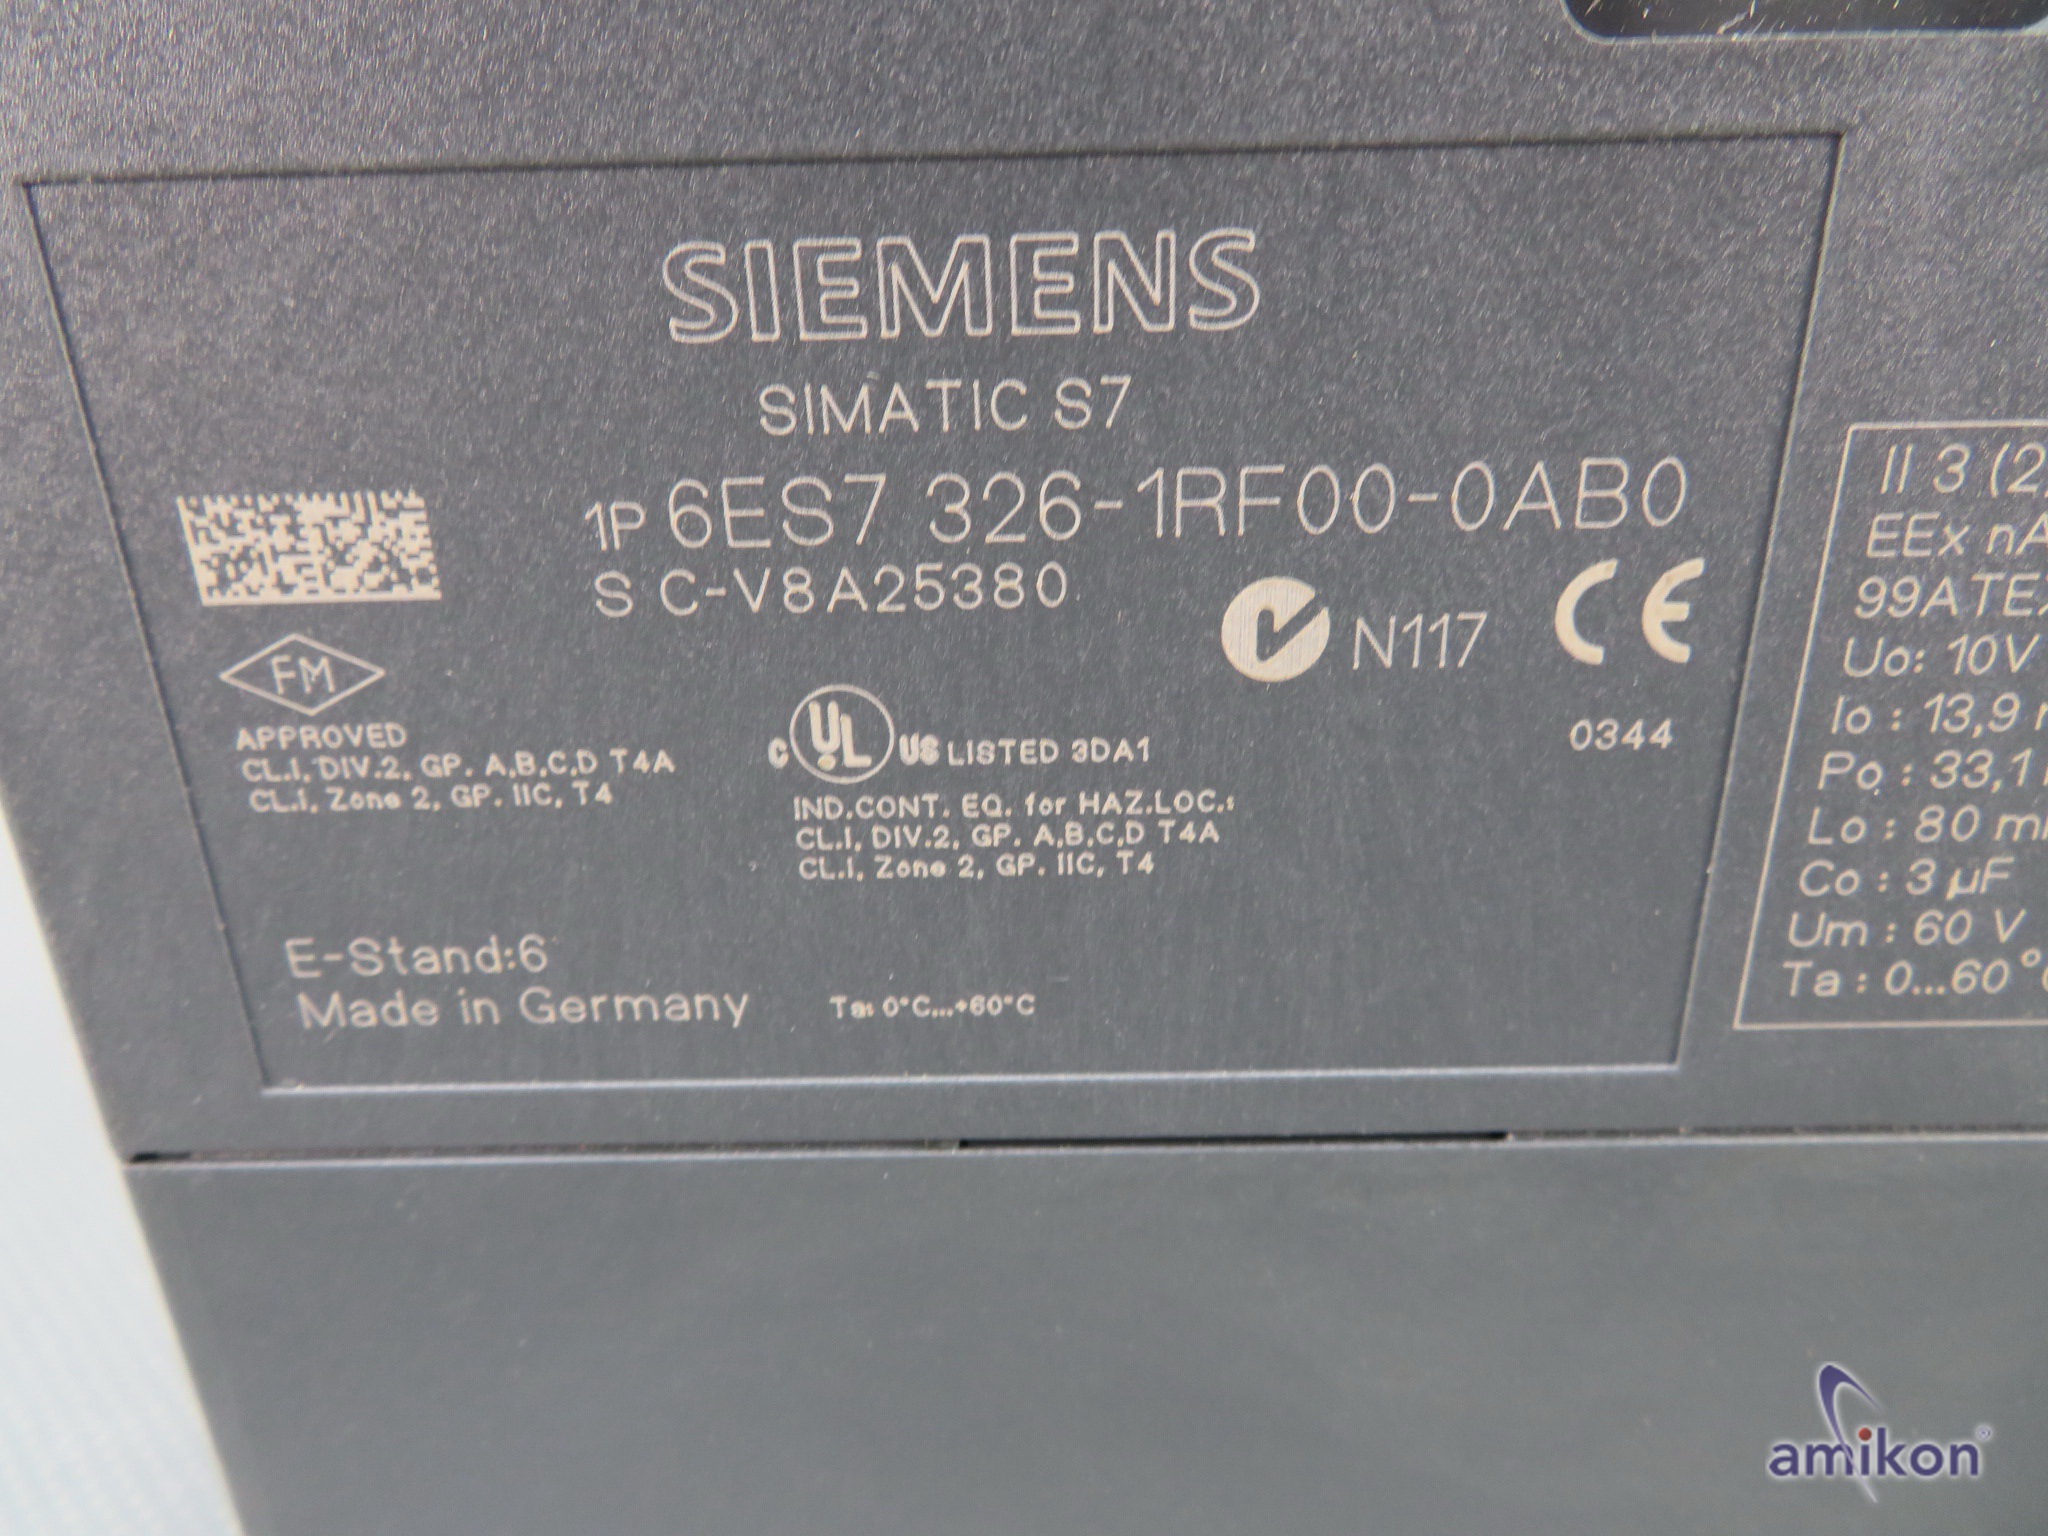 SIEMENS
SIMATIC S7
1P 6ES7 326-1RF00-0AB0
S C-V8A25380
N117
CE
0344
FM
APPROVED
CL.I, DIV.2, GP. A,B,C,D T4A
CL.I, Zone 2, GP. IIC, T4
C UL US LISTED 3DA1
IND.CONT. EQ. for HAZ.LOC.:
CL.I, DIV.2, GP. A,B,C,D T4A
CL.I, Zone 2, GP. IIC, T4
E-Stand:6
Made in Germany
Ta: 0°C...+60°C
II 3 (2
EEx nA
99ATEX
Uo: 10V
Io : 13,9
Po : 33,1
Lo : 80 m
Co : 3 µF
Um : 60 V
Ta : 0...60°
amikon®